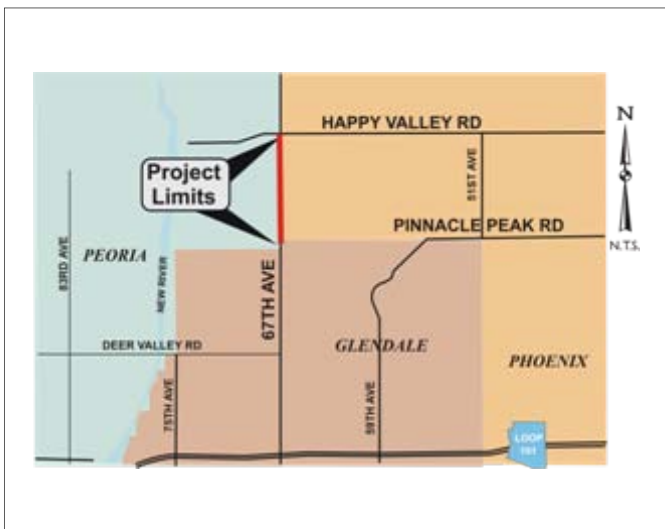 HAPPY VALLEY RD
N
Project
Limits
51ST AVE
PINNACLE PEAK RD
N.T.S.
PEORIA
83RD AVE
NEW RIVER
67TH AVE
DEER VALLEY RD
GLENDALE
PHOENIX
75TH AVE
59TH AVE
LOOP
101